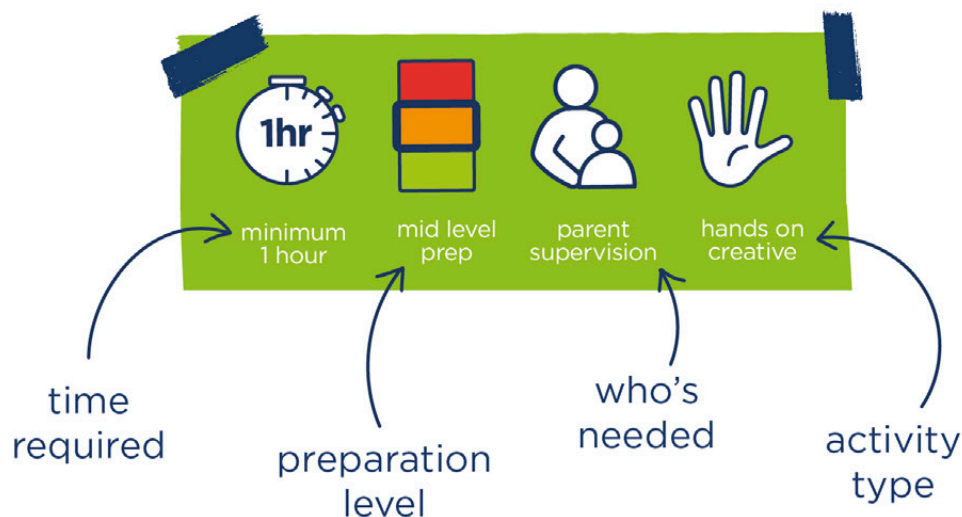 1hr
minimum
1 hour
mid level
prep
parent
supervision
hands on
creative
time
required
preparation
level
who's
needed
activity
type